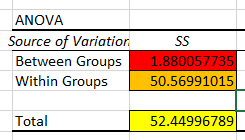 ANOVA
Source of Variation SS
Between Groups 1.880057735
Within Groups 50.56991015
Total 52.44996789